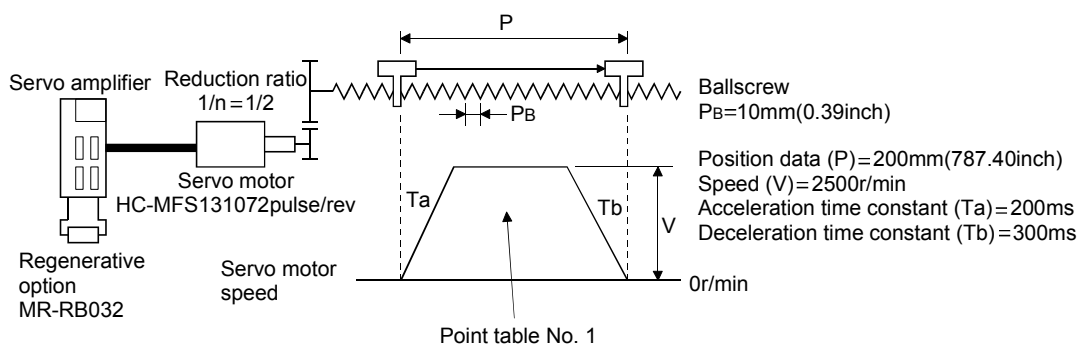 P
Servo amplifier
Reduction ratio
1/n=1/2
PB
Ballscrew
PB=10mm(0.39inch)
Servo motor
HC-MFS131072pulse/rev
Regenerative
option
MR-RB032
Ta
Tb
V
Position data (P)=200mm(787.40inch)
Speed (V)=2500r/min
Acceleration time constant (Ta)=200ms
Deceleration time constant (Tb)=300ms
Servo motor
speed
0r/min
Point table No. 1